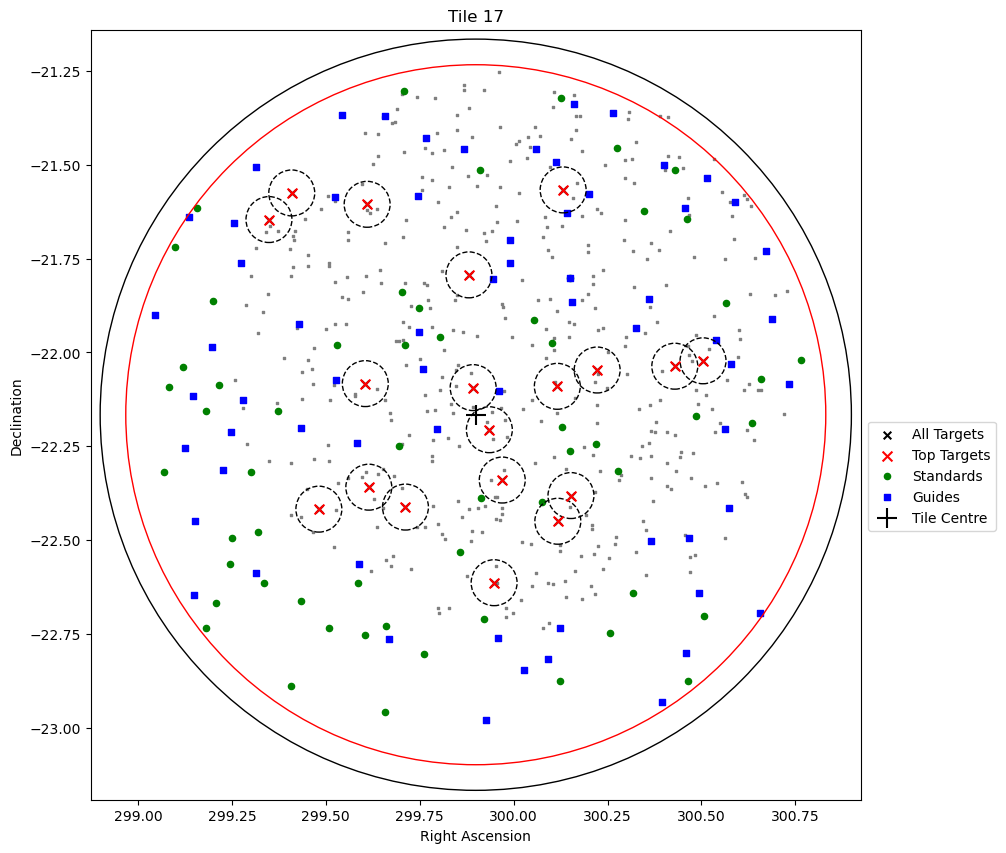 Tile 17
−21.25
−21.50
−21.75
−22.00
−22.25
−22.50
−22.75
−23.00
Declination
299.00 299.25 299.50 299.75 300.00 300.25 300.50 300.75
Right Ascension
All Targets
Top Targets
Standards
Guides
Tile Centre